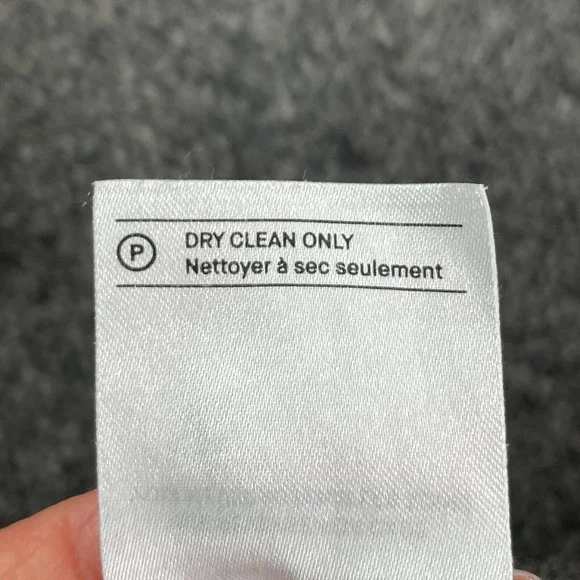 P
DRY CLEAN ONLY
Nettoyer à sec seulement